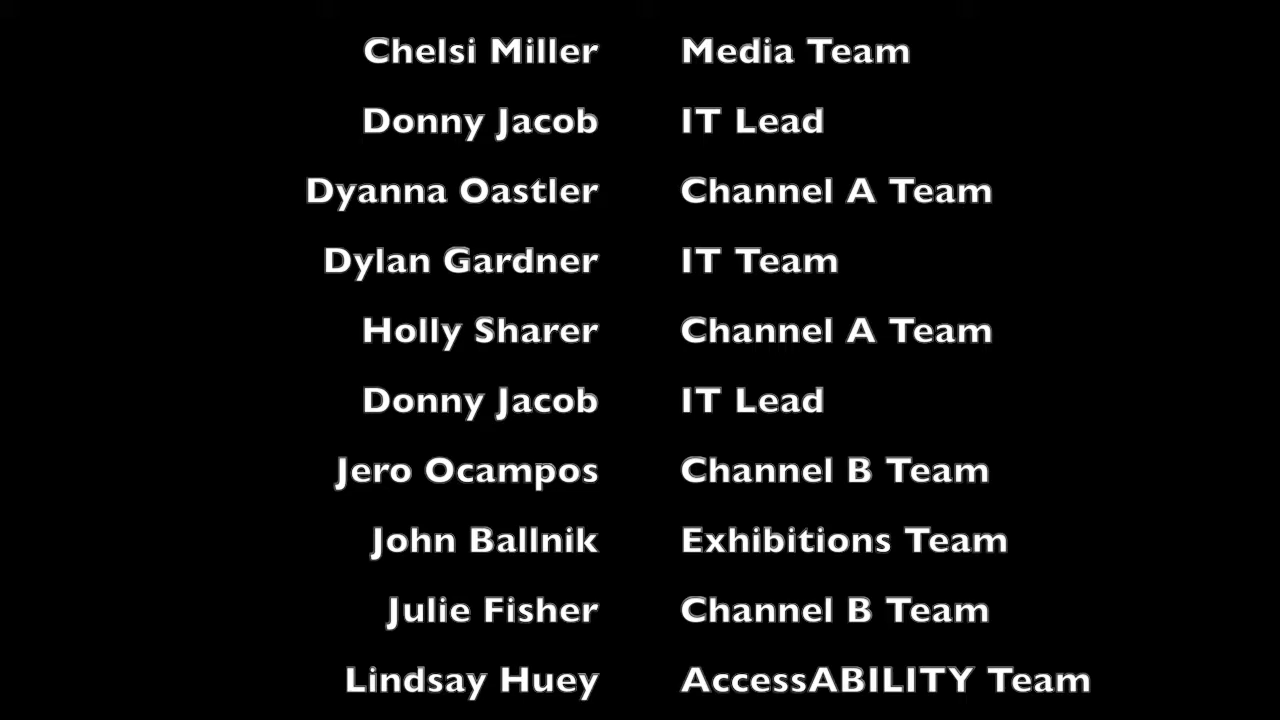 Chelsi Miller Media Team
Donny Jacob IT Lead
Dyanna Oastler Channel A Team
Dylan Gardner IT Team
Holly Sharer Channel A Team
Donny Jacob IT Lead
Jero Ocampos Channel B Team
John Ballnik Exhibitions Team
Julie Fisher Channel B Team
Lindsay Huey AccessABILITY Team